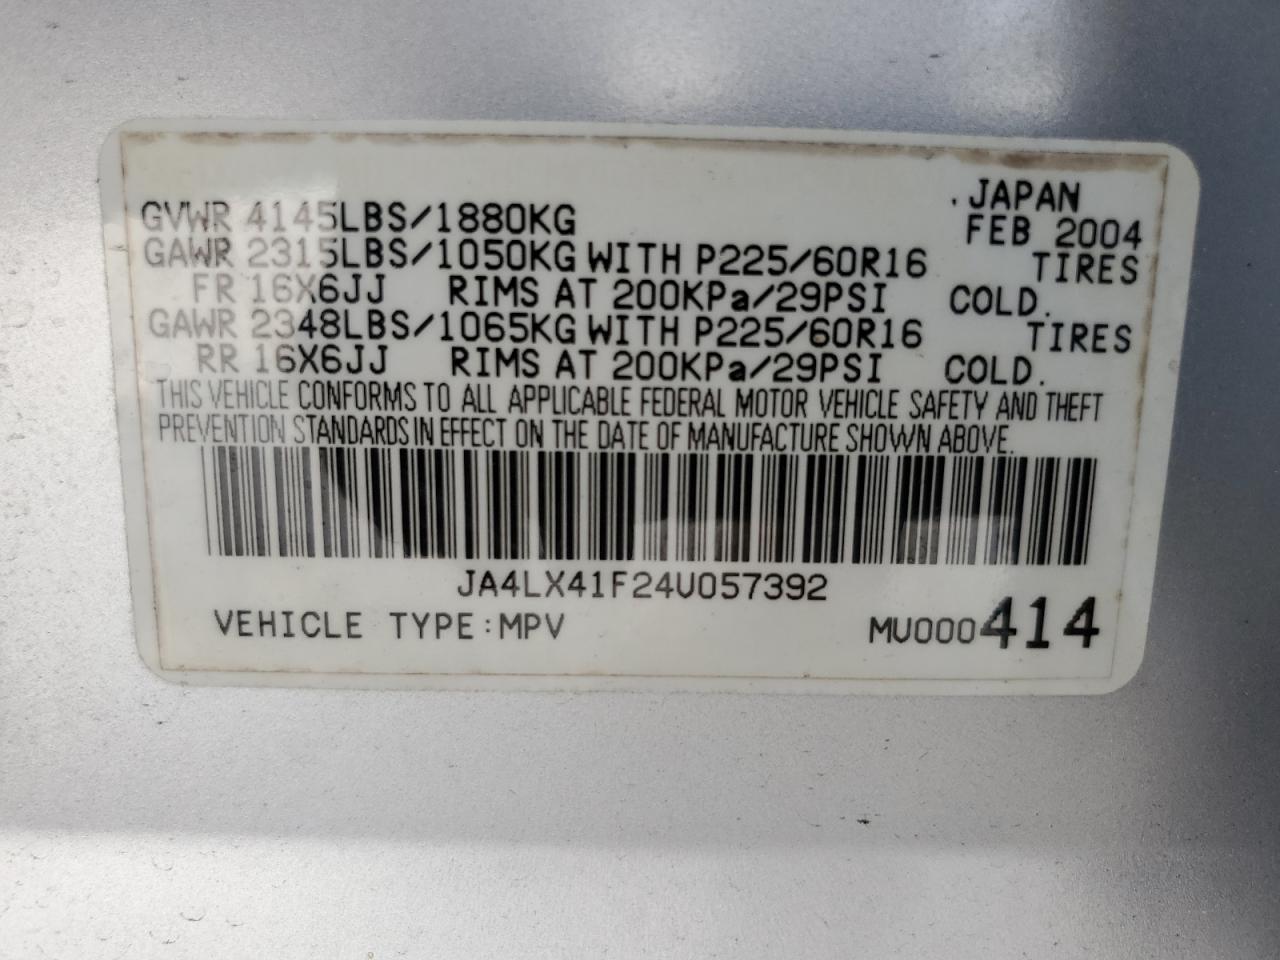 .JAPAN
GVWR 4145LBS/1880KG FEB 2004
GAWR 2315LBS/1050KG WITH P225/60R16 TIRES
FR 16X6JJ RIMS AT 200KPa/29PSI COLD.
GAWR 2348LBS/1065KG WITH P225/60R16 TIRES
RR 16X6JJ RIMS AT 200KPa/29PSI COLD.
THIS VEHICLE CONFORMS TO ALL APPLICABLE FEDERAL MOTOR VEHICLE SAFETY AND THEFT
PREVENTION STANDARDS IN EFFECT ON THE DATE OF MANUFACTURE SHOWN ABOVE.
JA4LX41F24U057392
VEHICLE TYPE:MPV MU000414